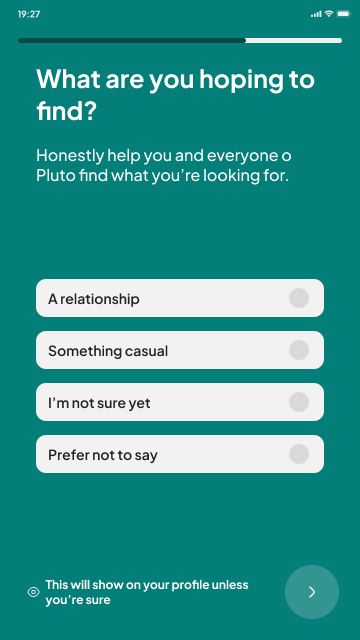 19:27
What are you hoping to
find?
Honestly help you and everyone o
Pluto find what you’re looking for.
A relationship
Something casual
I’m not sure yet
Prefer not to say
This will show on your profile unless
you’re sure